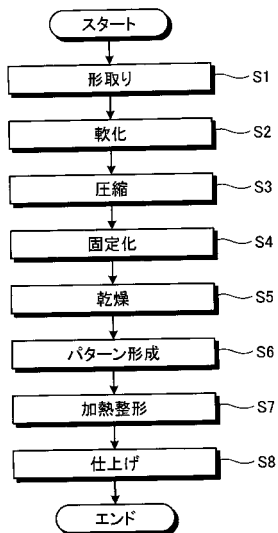 スタート
形取り S1
軟化 S2
圧縮 S3
固定化 S4
乾燥 S5
パターン形成 S6
加熱整形 S7
仕上げ S8
エンド